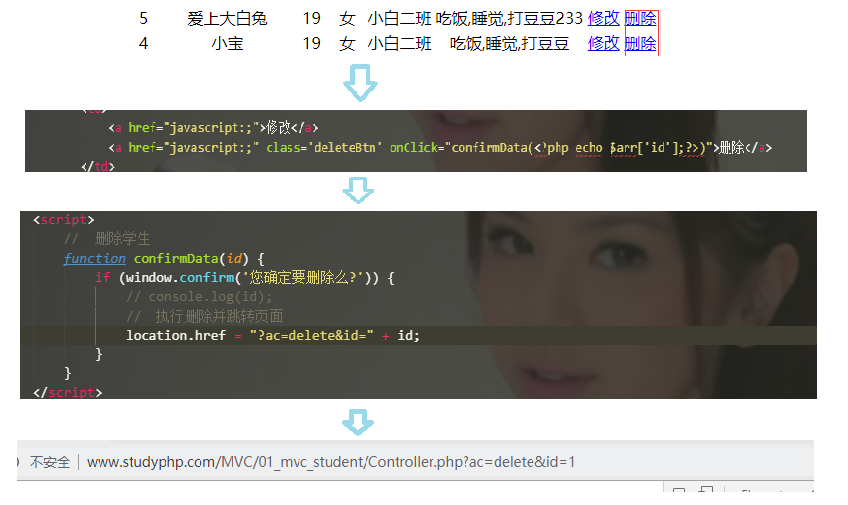 5 爱上大白兔 19 女 小白二班 吃饭,睡觉,打豆豆233 修改 删除
4 小宝 19 女 小白二班 吃饭,睡觉,打豆豆 修改 删除
<a href="javascript:;">修改</a>
<a href="javascript:;" class='deleteBtn' onClick="confirmData(<?php echo $arr['id'];?>)">删除</a>
</td>
<script>
// 删除学生
function confirmData(id) {
if (window.confirm('您确定要删除么?')) {
// console.log(id);
// 执行删除并跳转页面
location.href = "?ac=delete&id=" + id;
}
}
</script>
不安全 | www.studyphp.com/MVC/01_mvc_student/Controller.php?ac=delete&id=1